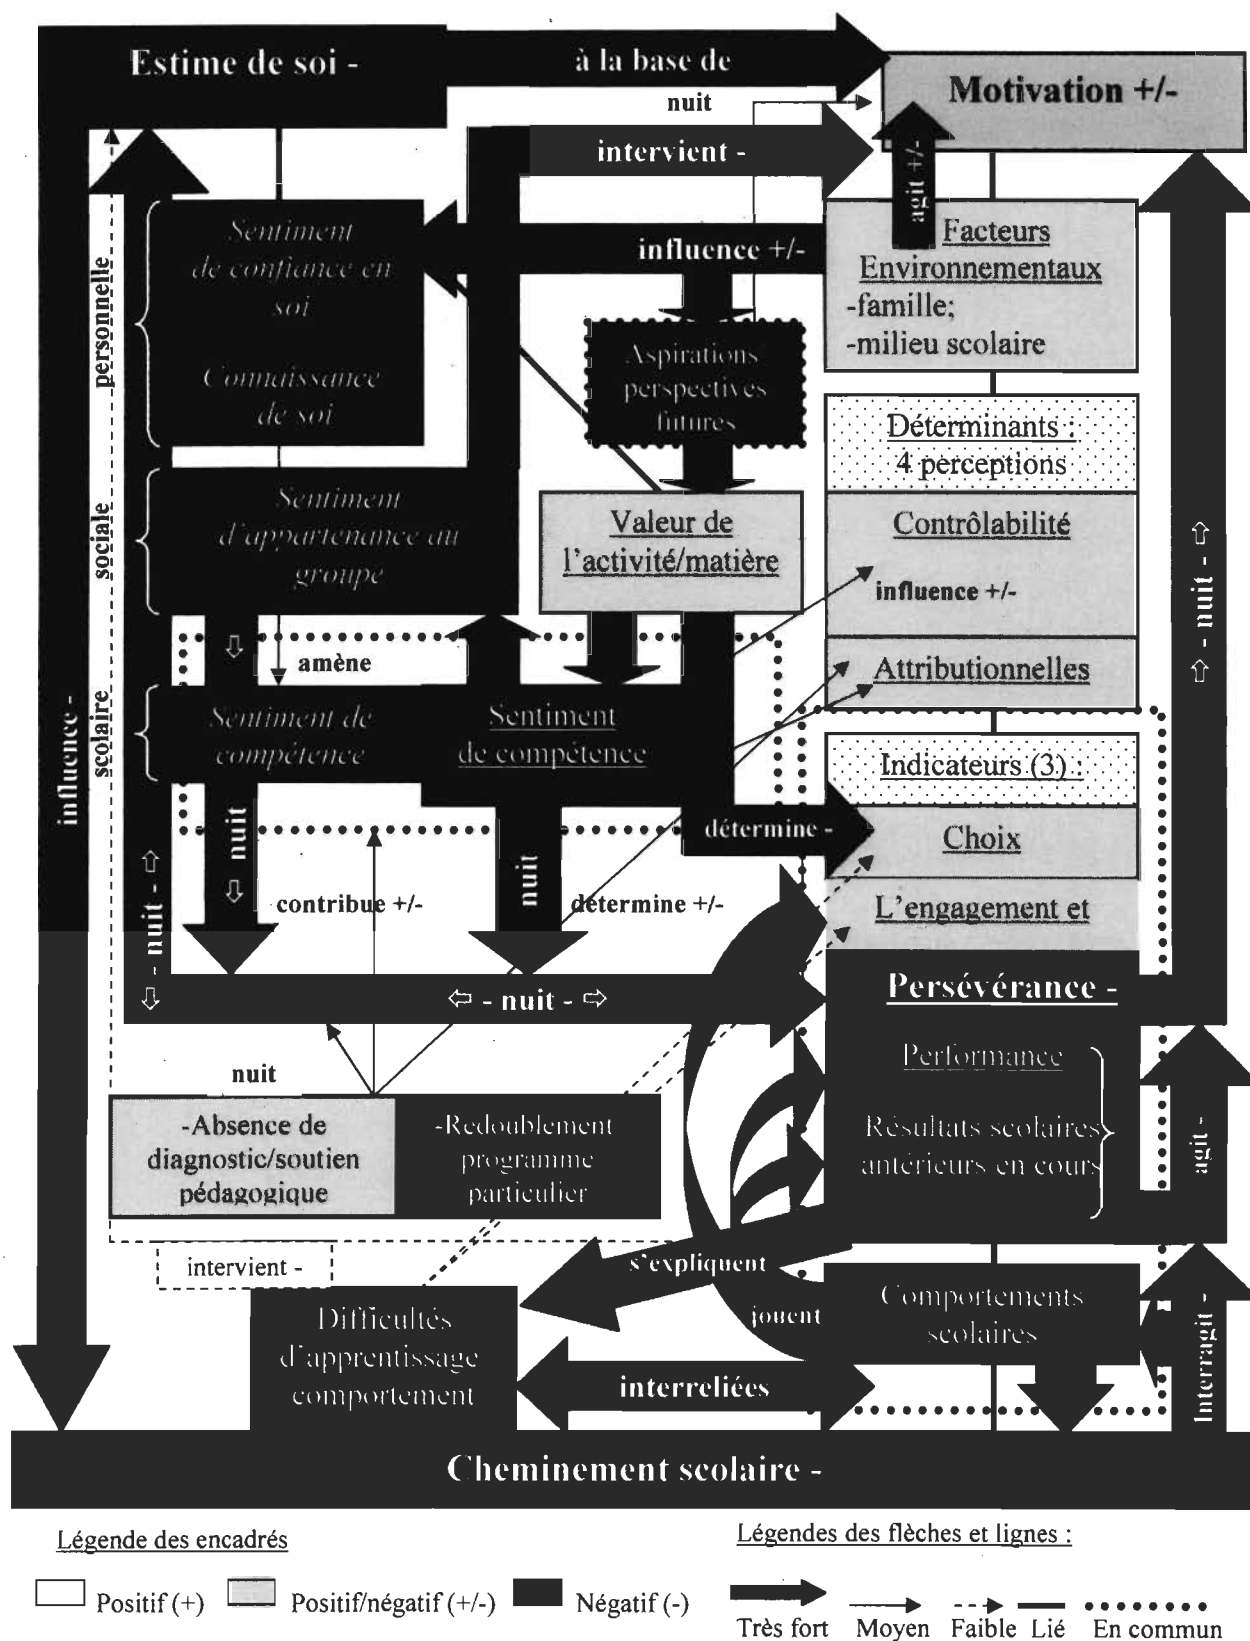 Estime de soi -
à la base de
Motivation +/-
nuit
intervient -
agit +/-
Sentiment
de confiance en
soi
Connaissance
de soi
influence +/-
Facteurs
Environnementaux
-famille;
-milieu scolaire
Aspirations
perspectives
futures
Déterminants :
4 perceptions
personnelle
sociale
scolaire
Sentiment
d'appartenance au
groupe
Valeur de
l'activité/matière
Contrôlabilité
influence +/-
⇦ - nuit - ⇨
amène
Attributionnelles
influence -
Sentiment de
compétence
Sentiment
de compétence
Indicateurs (3) :
nuit
nuit
détermine -
Choix
⇦ - nuit - ⇨
contribue +/-
détermine +/-
L'engagement et
⇦ - nuit - ⇨
Persévérance -
Performance
Résultats scolaires
antérieurs en cours
agit -
nuit
-Absence de
diagnostic/soutien
pédagogique
-Redoublement
programme
particulier
intervient -
s'expliquent
jouent
Comportements
scolaires
Interragit -
Difficultés
d'apprentissage
comportement
interreliées
Cheminement scolaire -
Légende des encadrés
Positif (+)
Positif/négatif (+/-)
Négatif (-)
Légendes des flèches et lignes :
Très fort
Moyen
Faible
Lié
En commun